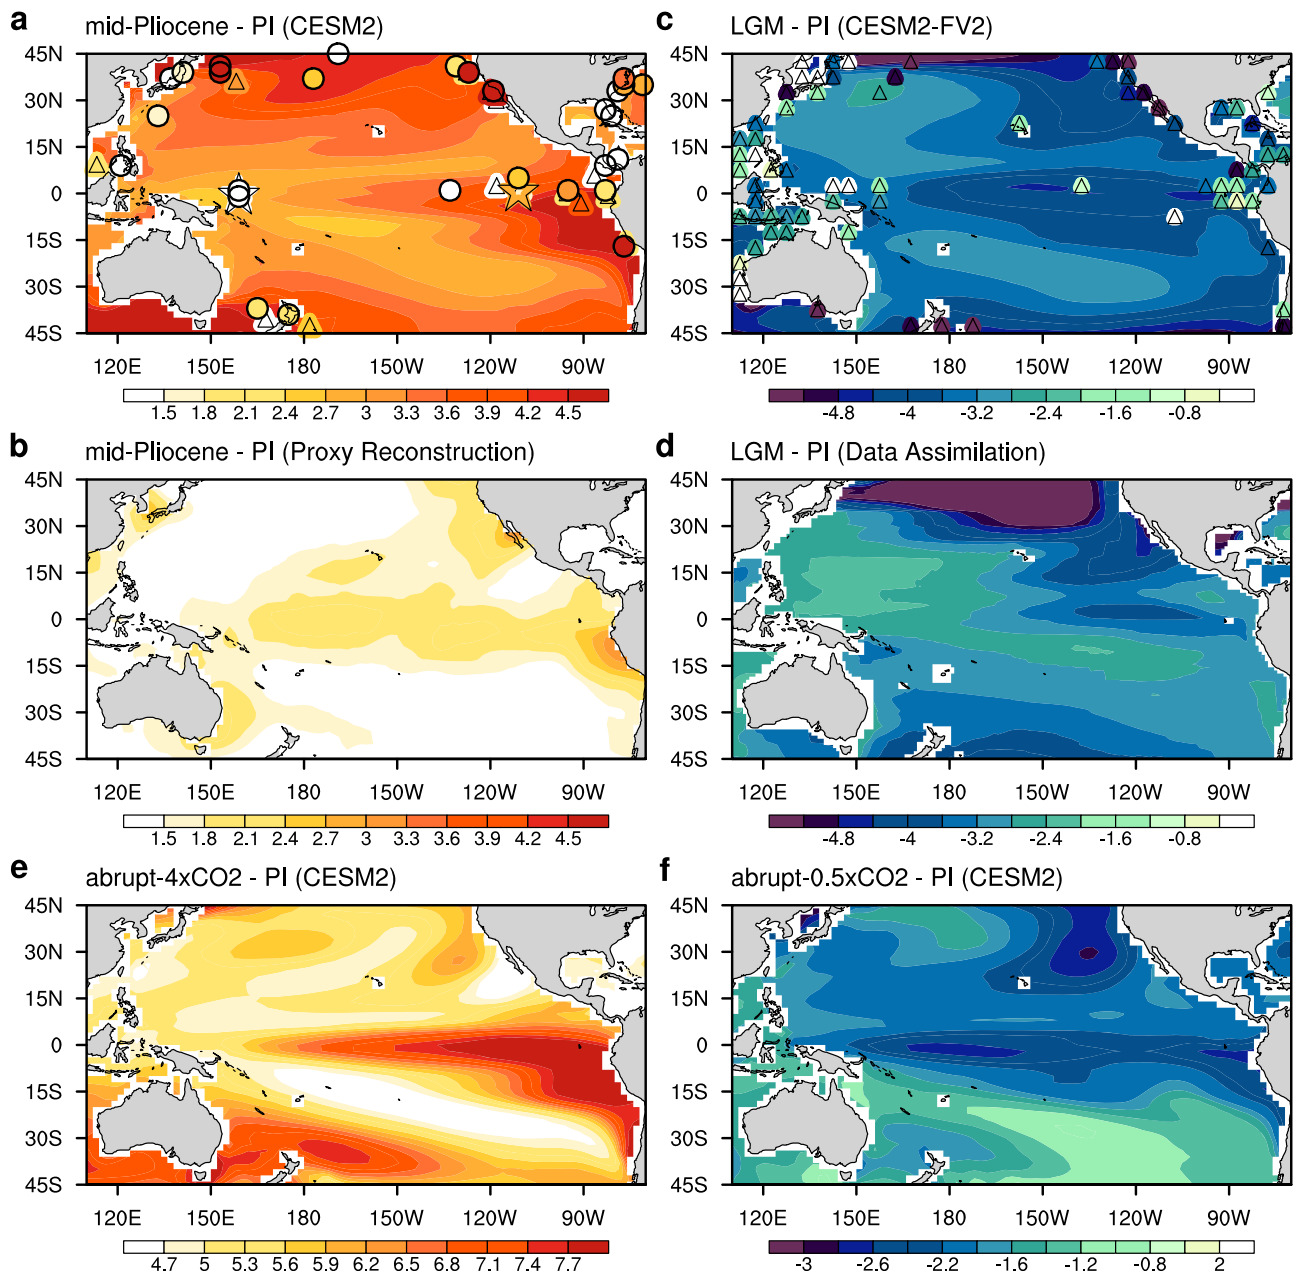 a mid-Pliocene - PI (CESM2)
45N
30N
15N
0
15S
30S
45S
120E 150E 180 150W 120W 90W
1.5 1.8 2.1 2.4 2.7 3 3.3 3.6 3.9 4.2 4.5
c LGM - PI (CESM2-FV2)
45N
30N
15N
0
15S
30S
45S
120E 150E 180 150W 120W 90W
-4.8 -4 -3.2 -2.4 -1.6 -0.8
b mid-Pliocene - PI (Proxy Reconstruction)
45N
30N
15N
0
15S
30S
45S
120E 150E 180 150W 120W 90W
1.5 1.8 2.1 2.4 2.7 3 3.3 3.6 3.9 4.2 4.5
d LGM - PI (Data Assimilation)
45N
30N
15N
0
15S
30S
45S
120E 150E 180 150W 120W 90W
-4.8 -4 -3.2 -2.4 -1.6 -0.8
e abrupt-4xCO2 - PI (CESM2)
45N
30N
15N
0
15S
30S
45S
120E 150E 180 150W 120W 90W
4.7 5 5.3 5.6 5.9 6.2 6.5 6.8 7.1 7.4 7.7
f abrupt-0.5xCO2 - PI (CESM2)
45N
30N
15N
0
15S
30S
45S
120E 150E 180 150W 120W 90W
-3 -2.6 -2.2 -1.6 -1.2 -0.8 2